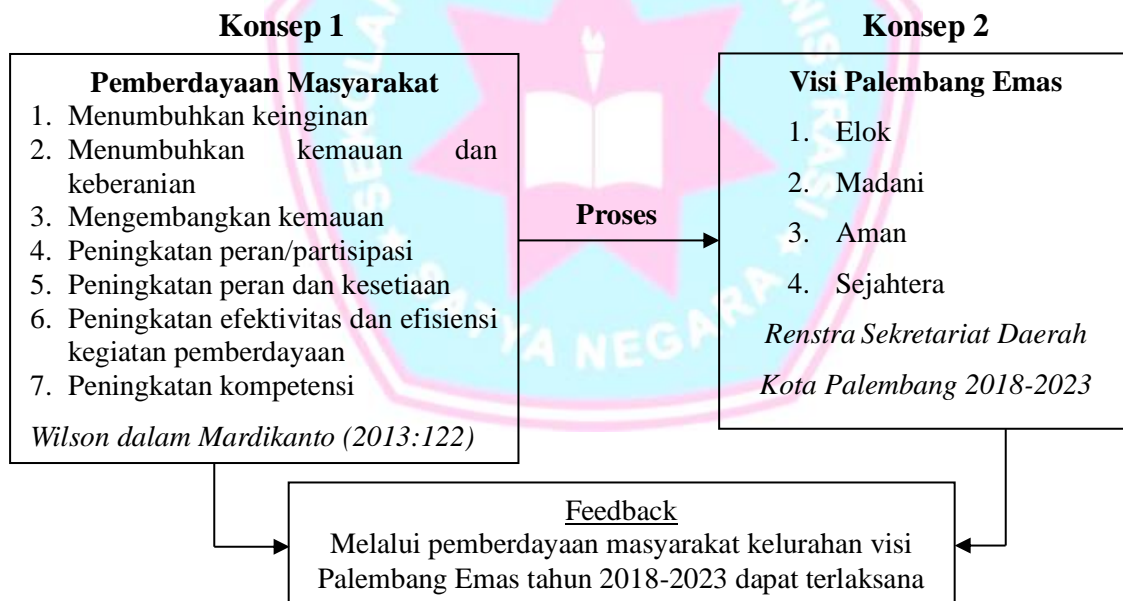 Konsep 1
Pemberdayaan Masyarakat
1. Menumbuhkan keinginan
2. Menumbuhkan kemauan dan
keberanian
3. Mengembangkan kemauan
4. Peningkatan peran/partisipasi
5. Peningkatan peran dan kesetiaan
6. Peningkatan efektivitas dan efisiensi
kegiatan pemberdayaan
7. Peningkatan kompetensi
Wilson dalam Mardikanto (2013:122)
Proses
Konsep 2
Visi Palembang Emas
1. Elok
2. Madani
3. Aman
4. Sejahtera
Renstra Sekretariat Daerah
Kota Palembang 2018-2023
Feedback
Melalui pemberdayaan masyarakat kelurahan visi
Palembang Emas tahun 2018-2023 dapat terlaksana